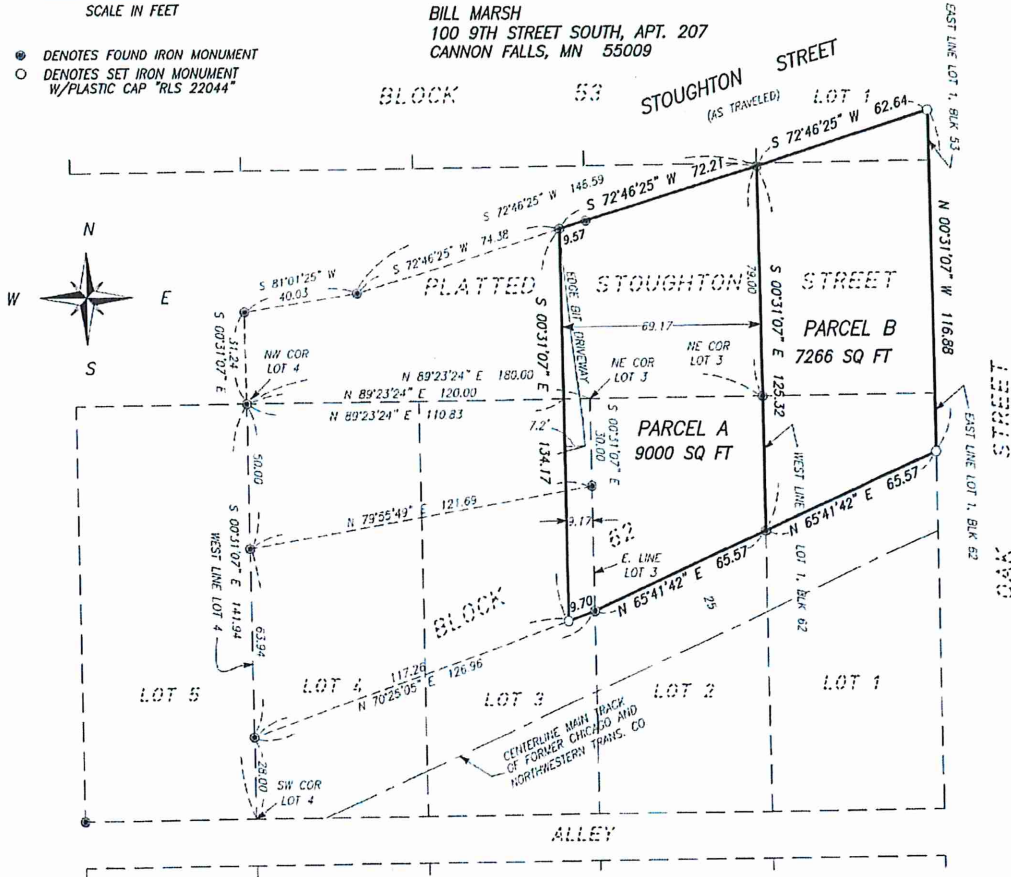 SCALE IN FEET
DENOTES FOUND IRON MONUMENT
DENOTES SET IRON MONUMENT
W/PLASTIC CAP "RLS 22044"
BILL MARSH
100 9TH STREET SOUTH, APT. 207
CANNON FALLS, MN 55009
BLOCK 53
STOUGHTON STREET
(AS TRAVELED)
LOT 1
EAST LINE LOT 1, BLK 53
S 72°46'25" W 62.64
S 72°46'25" W 72.21
S 72°46'25" W 146.59
S 72°46'25" W 74.38
S 81°01'25" W
40.03
9.57
N
W E
S
PLATTED STOUGHTON STREET
S 00°31'07" E
31.24
NW COR
LOT 4
EDGE BIT DRIVEWAY
69.17
79.00
S 00°31'07" E 125.32
N 00°31'07" W 116.88
PARCEL B
7266 SQ FT
NE COR
LOT 3
NE COR
LOT 3
N 89°23'24" E 180.00
N 89°23'24" E 120.00
N 89°23'24" E 110.83
7.2'
S 00°31'07" E 134.17
S 00°31'07" E
30.00
PARCEL A
9000 SQ FT
50.00
S 00°31'07" E 141.94
WEST LINE LOT 4
63.94
N 79°55'49" E 121.69
9.17
62
E. LINE
LOT 3
WEST LINE LOT 1, BLK 62
EAST LINE LOT 1, BLK 62
OAK STREET
N 65°41'42" E 65.57
N 65°41'42" E 65.57
25
9.70
BLOCK
117.26
N 70°25'05" E 126.96
LOT 5
LOT 4
LOT 3
LOT 2
LOT 1
CENTERLINE MAIN TRACK
OF FORMER CHICAGO AND
NORTHWESTERN TRANS. CO
28.00
SW COR
LOT 4
ALLEY